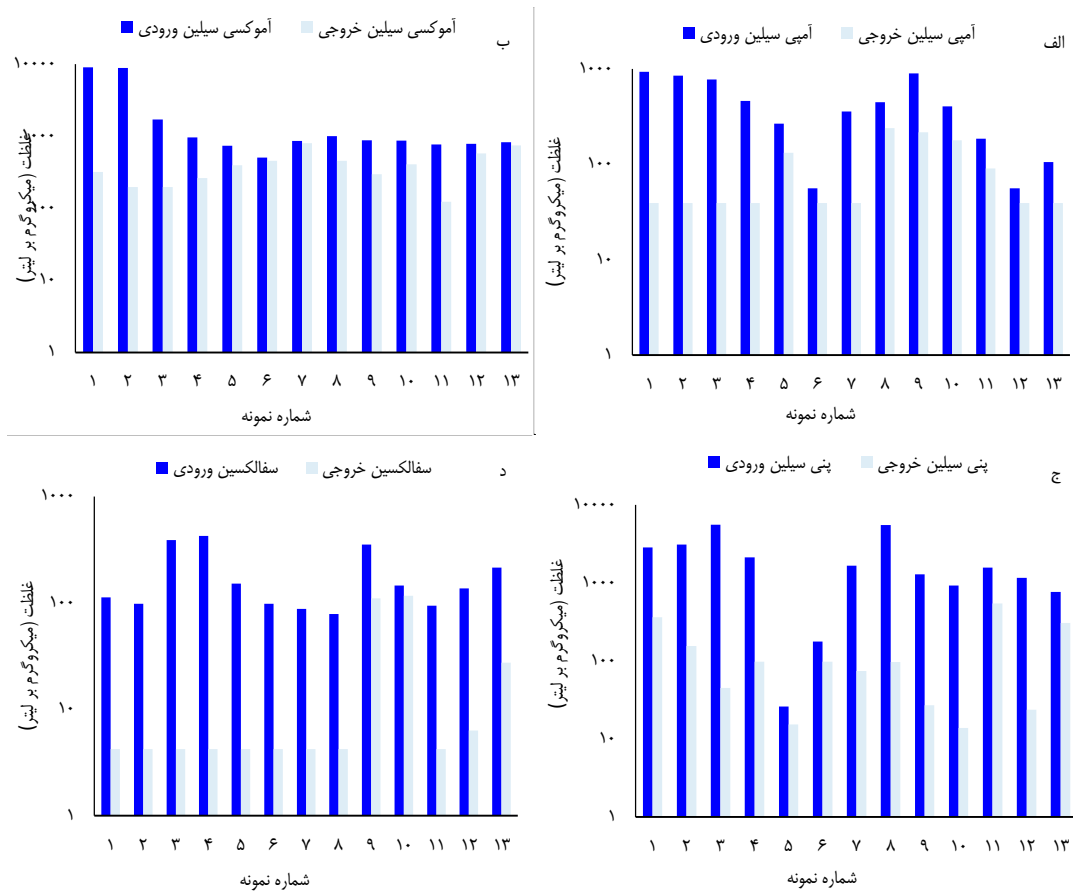 الف
آمپی سیلین ورودی
آمپی سیلین خروجی
غلظت (میکروگرم بر لیتر)
۱۰۰۰
۱۰۰
۱۰
۱
۱ ۲ ۳ ۴ ۵ ۶ ۷ ۸ ۹ ۱۰ ۱۱ ۱۲ ۱۳
شماره نمونه
ب
آموکسی سیلین ورودی
آموکسی سیلین خروجی
غلظت (میکروگرم بر لیتر)
۱۰۰۰۰
۱۰۰۰
۱۰۰
۱۰
۱
۱ ۲ ۳ ۴ ۵ ۶ ۷ ۸ ۹ ۱۰ ۱۱ ۱۲ ۱۳
شماره نمونه
ج
پنی سیلین ورودی
پنی سیلین خروجی
غلظت (میکروگرم بر لیتر)
۱۰۰۰۰
۱۰۰۰
۱۰۰
۱۰
۱
۱ ۲ ۳ ۴ ۵ ۶ ۷ ۸ ۹ ۱۰ ۱۱ ۱۲ ۱۳
شماره نمونه
د
سفالکسین ورودی
سفالکسین خروجی
غلظت (میکروگرم بر لیتر)
۱۰۰۰
۱۰۰
۱۰
۱
۱ ۲ ۳ ۴ ۵ ۶ ۷ ۸ ۹ ۱۰ ۱۱ ۱۲ ۱۳
شماره نمونه